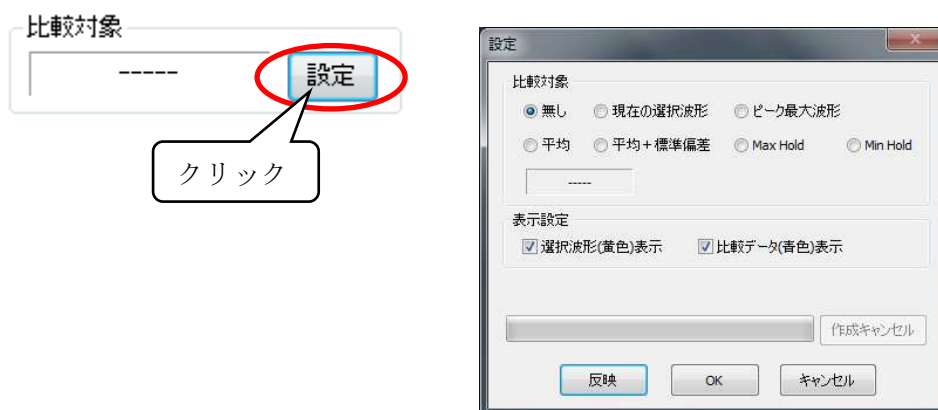 比較対象
-----
設定
クリック
設定
比較対象
無し 現在の選択波形 ピーク最大波形
平均 平均+標準偏差 Max Hold Min Hold
-----
表示設定
選択波形(黄色)表示 比較データ(青色)表示
作成キャンセル
反映 OK キャンセル